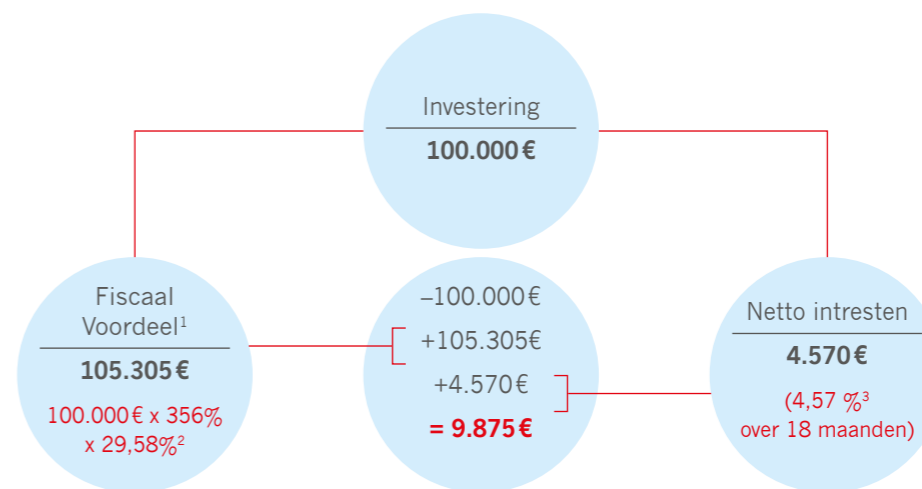 Investering
100.000 €
Fiscaal
Voordeel¹
105.305 €
100.000 € x 356%
x 29,58%²
–100.000 €
+105.305 €
+4.570 €
= 9.875 €
Netto intresten
4.570 €
(4,57 %³
over 18 maanden)